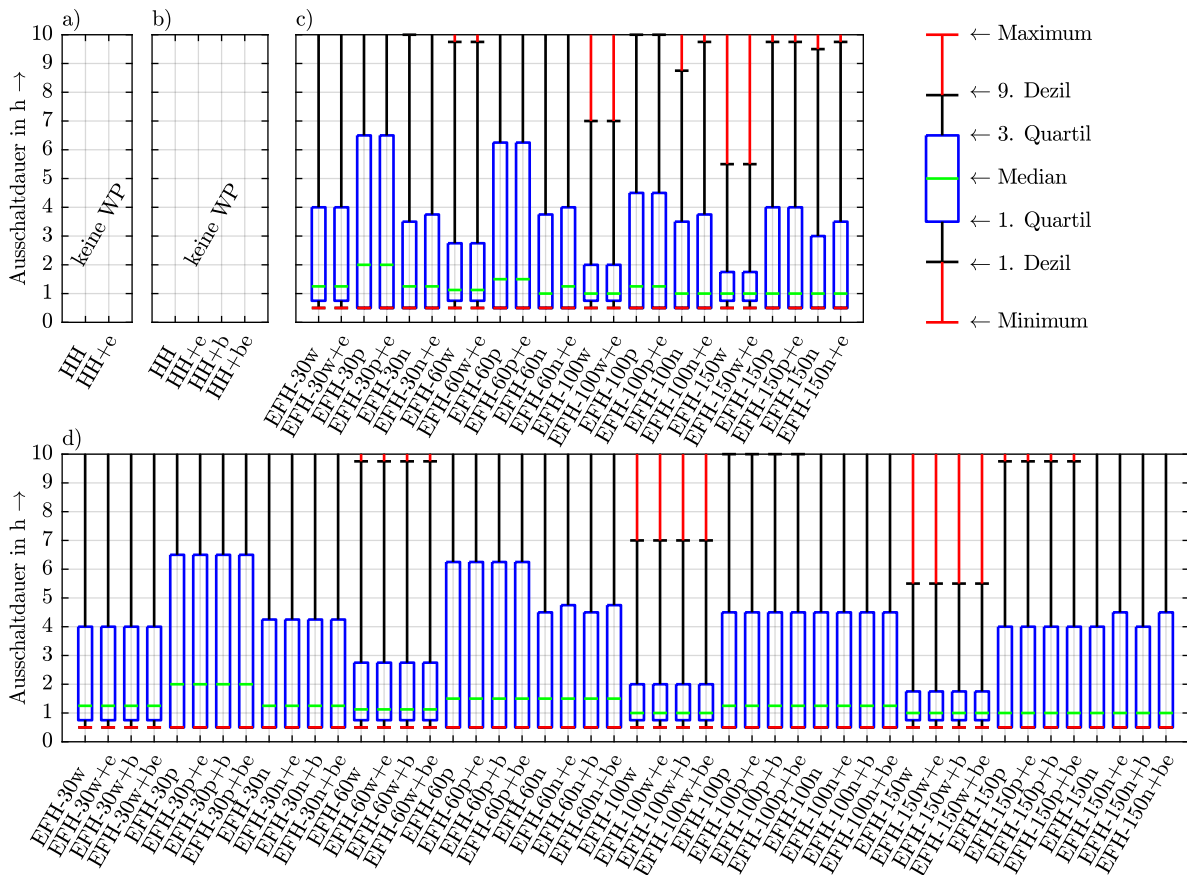 a)
b)
c)
Ausschaltdauer in h →
10
9
8
7
6
5
4
3
2
1
0
keine WP
keine WP
HH
HH+e
HH
HH+e
HH+b
HH+be
EFH-30w
EFH-30w+e
EFH-30p
EFH-30p+e
EFH-30n
EFH-30n+e
EFH-60w
EFH-60w+e
EFH-60p
EFH-60p+e
EFH-60n
EFH-60n+e
EFH-100w
EFH-100w+e
EFH-100p
EFH-100p+e
EFH-100n
EFH-100n+e
EFH-150w
EFH-150w+e
EFH-150p
EFH-150p+e
EFH-150n
EFH-150n+e
← Maximum
← 9. Dezil
← 3. Quartil
← Median
← 1. Quartil
← 1. Dezil
← Minimum
d)
Ausschaltdauer in h →
10
9
8
7
6
5
4
3
2
1
0
EFH-30w
EFH-30w+e
EFH-30w+b
EFH-30w+be
EFH-30p
EFH-30p+e
EFH-30p+b
EFH-30p+be
EFH-30n
EFH-30n+e
EFH-30n+b
EFH-30n+be
EFH-60w
EFH-60w+e
EFH-60w+b
EFH-60w+be
EFH-60p
EFH-60p+e
EFH-60p+b
EFH-60p+be
EFH-60n
EFH-60n+e
EFH-60n+b
EFH-60n+be
EFH-100w
EFH-100w+e
EFH-100w+b
EFH-100w+be
EFH-100p
EFH-100p+e
EFH-100p+b
EFH-100p+be
EFH-100n
EFH-100n+e
EFH-100n+b
EFH-100n+be
EFH-150w
EFH-150w+e
EFH-150w+b
EFH-150w+be
EFH-150p
EFH-150p+e
EFH-150p+b
EFH-150p+be
EFH-150n
EFH-150n+e
EFH-150n+b
EFH-150n+be